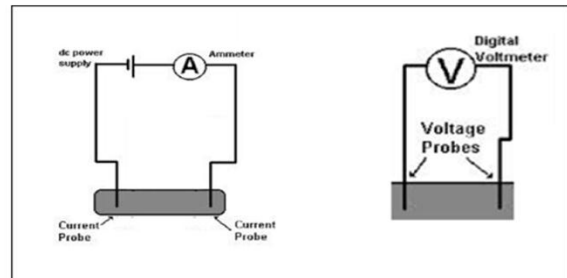 dc power
supply
Ammeter
A
Current
Probe
Current
Probe
Digital
Voltmeter
V
Voltage
Probes